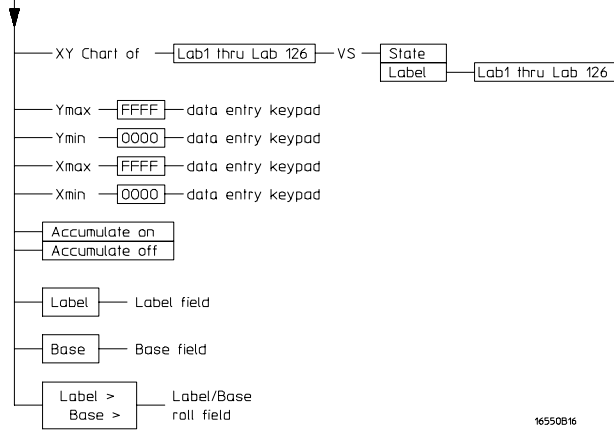 XY Chart of Lab1 thru Lab 126 VS State
Label Lab1 thru Lab 126
Ymax FFFF data entry keypad
Ymin 0000 data entry keypad
Xmax FFFF data entry keypad
Xmin 0000 data entry keypad
Accumulate on
Accumulate off
Label Label field
Base Base field
Label > Label/Base
Base > roll field
16550B16